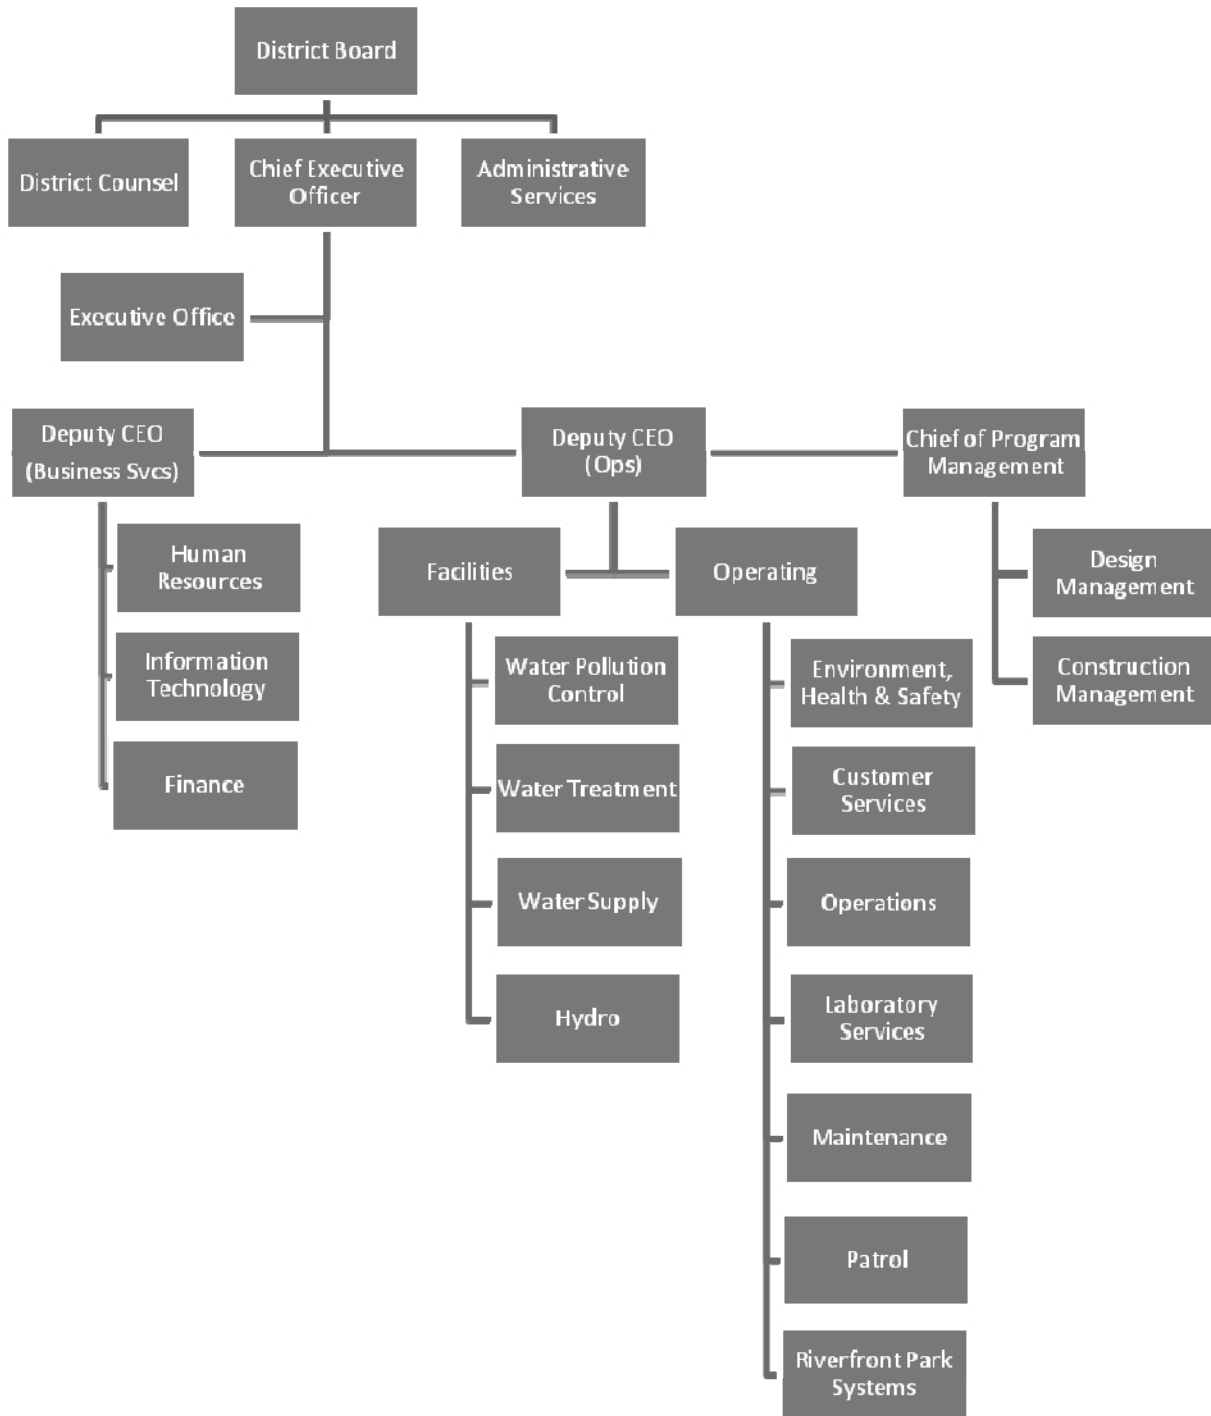 District Board
District Counsel
Chief Executive
Officer
Administrative
Services
Executive Office
Deputy CEO
(Business Svcs)
Deputy CEO
(Ops)
Chief of Program
Management
Human
Resources
Information
Technology
Finance
Facilities
Operating
Design
Management
Construction
Management
Water Pollution
Control
Water Treatment
Water Supply
Hydro
Environment,
Health & Safety
Customer
Services
Operations
Laboratory
Services
Maintenance
Patrol
Riverfront Park
Systems